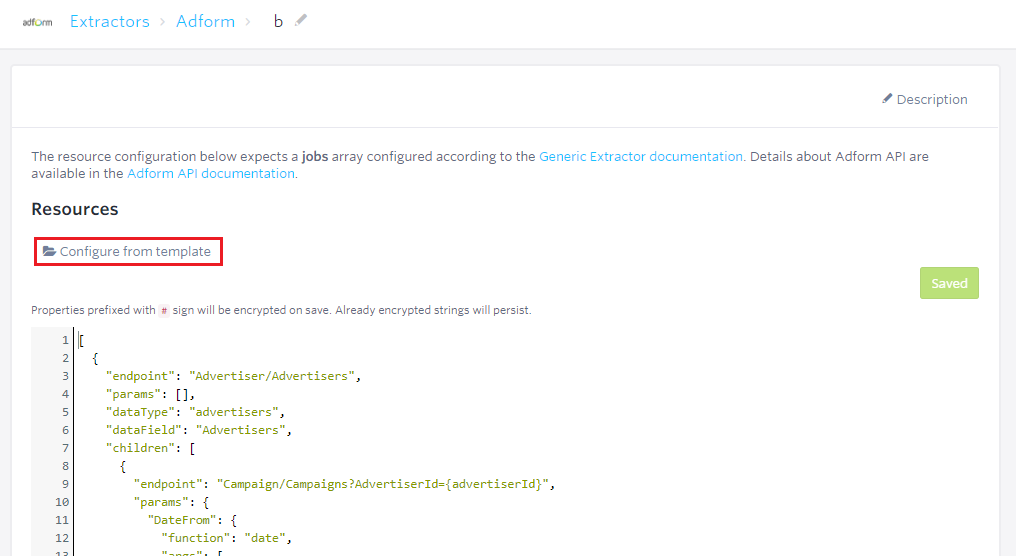 adform Extractors > Adform > b
Description
The resource configuration below expects a jobs array configured according to the Generic Extractor documentation. Details about Adform API are
available in the Adform API documentation.
Resources
Configure from template
Saved
Properties prefixed with # sign will be encrypted on save. Already encrypted strings will persist.
1 [
2 {
3 "endpoint": "Advertiser/Advertisers",
4 "params": [],
5 "dataType": "advertisers",
6 "dataField": "Advertisers",
7 "children": [
8 {
9 "endpoint": "Campaign/Campaigns?AdvertiserId={advertiserId}",
10 "params": {
11 "DateFrom": {
12 "function": "date",
13 "args": [